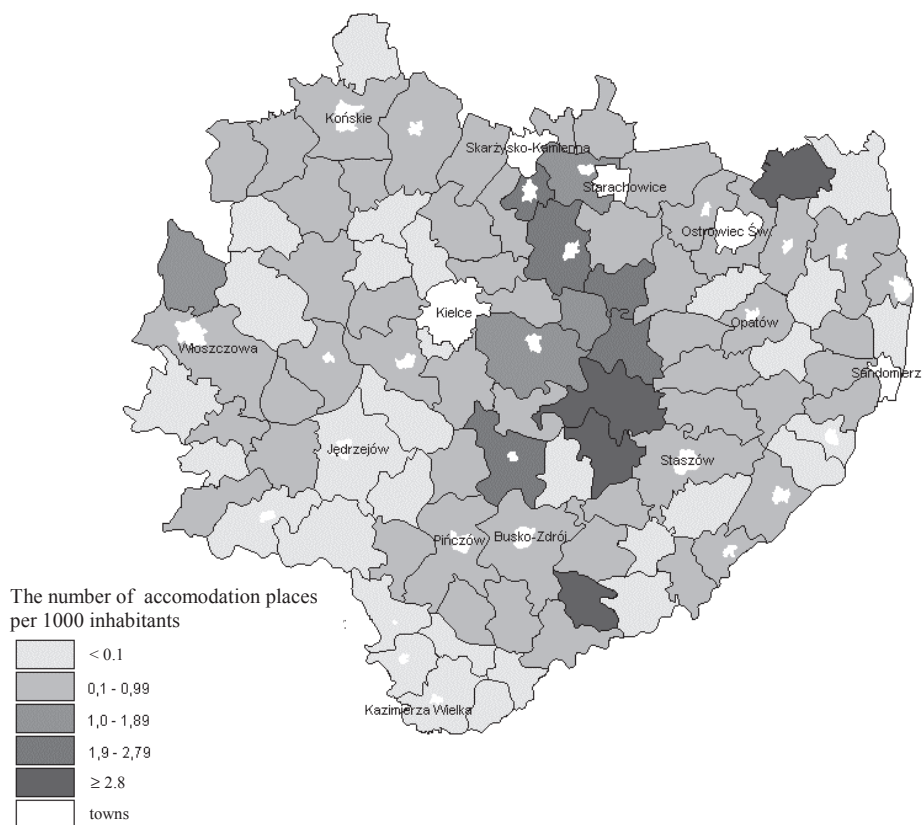 Końskie
Skarżysko-Kamienna
Starachowice
Ostrowiec Św.
Kielce
Opatów
Włoszczowa
Sandomierz
Jędrzejów
Staszów
Pińczów
Busko-Zdrój
Kazimierza Wielka
The number of accomodation places
per 1000 inhabitants
< 0.1
0,1 - 0,99
1,0 - 1,89
1,9 - 2,79
≥ 2.8
towns